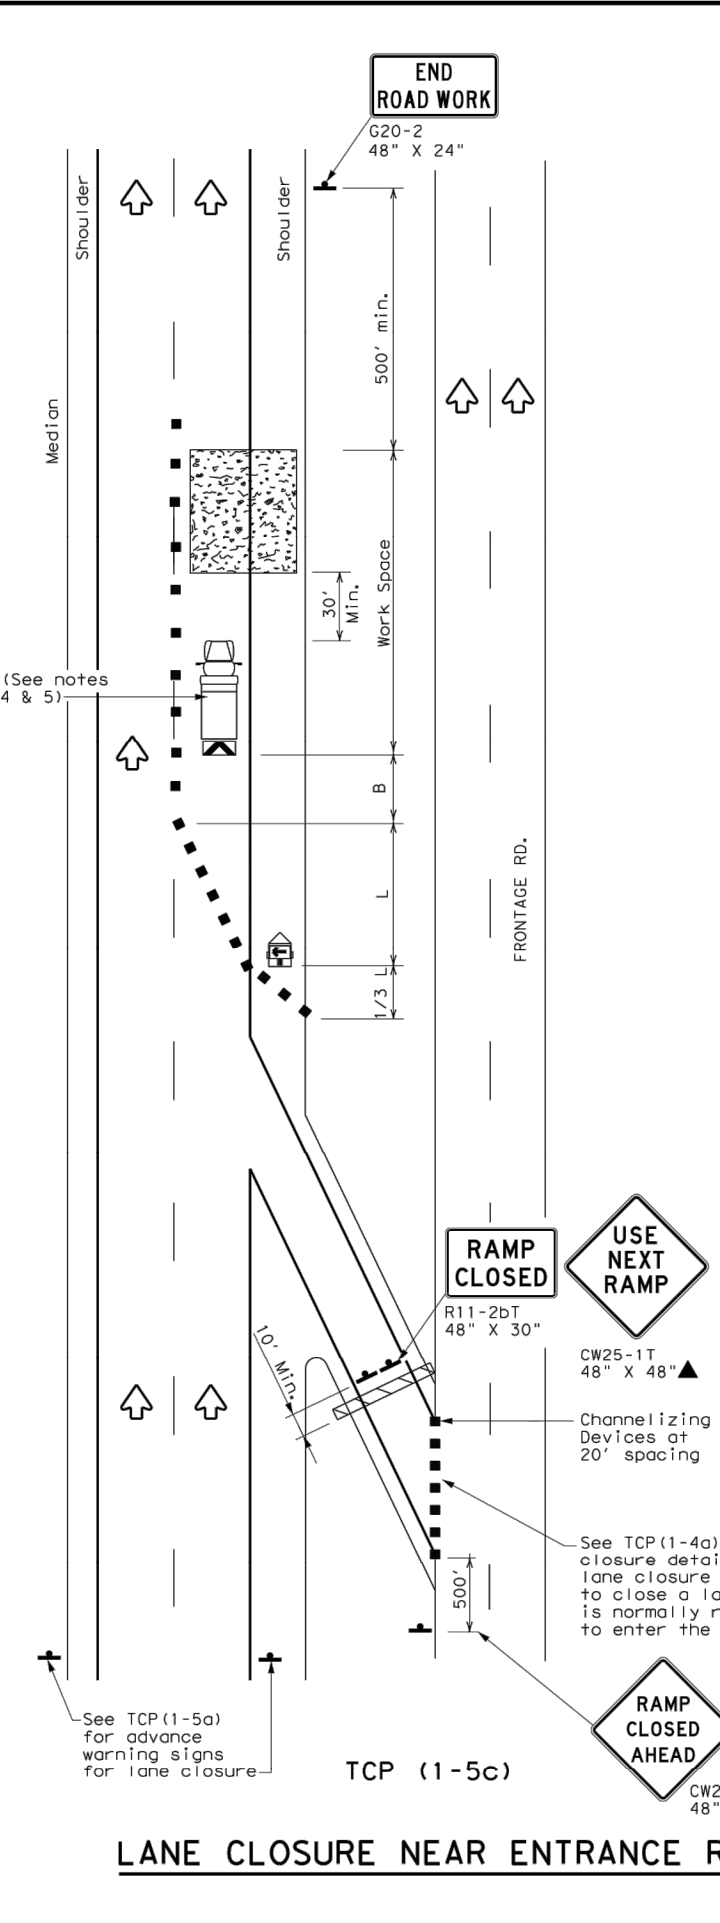 END
ROAD WORK
G20-2
48" X 24"
Shoulder
Shoulder
500' min.
Median
Work Space
30'
Min.
(See notes
4 & 5)
B
L
FRONTAGE RD.
1/3 L
RAMP
CLOSED
R11-2bT
48" X 30"
USE
NEXT
RAMP
CW25-1T
48" X 48"
10' Min.
Channelizing
Devices at
20' spacing
See TCP(1-4a)
closure detai
lane closure
to close a la
is normally r
to enter the
500'
RAMP
CLOSED
AHEAD
CW2
48"
See TCP(1-5a)
for advance
warning signs
for lane closure
TCP (1-5c)
LANE CLOSURE NEAR ENTRANCE R